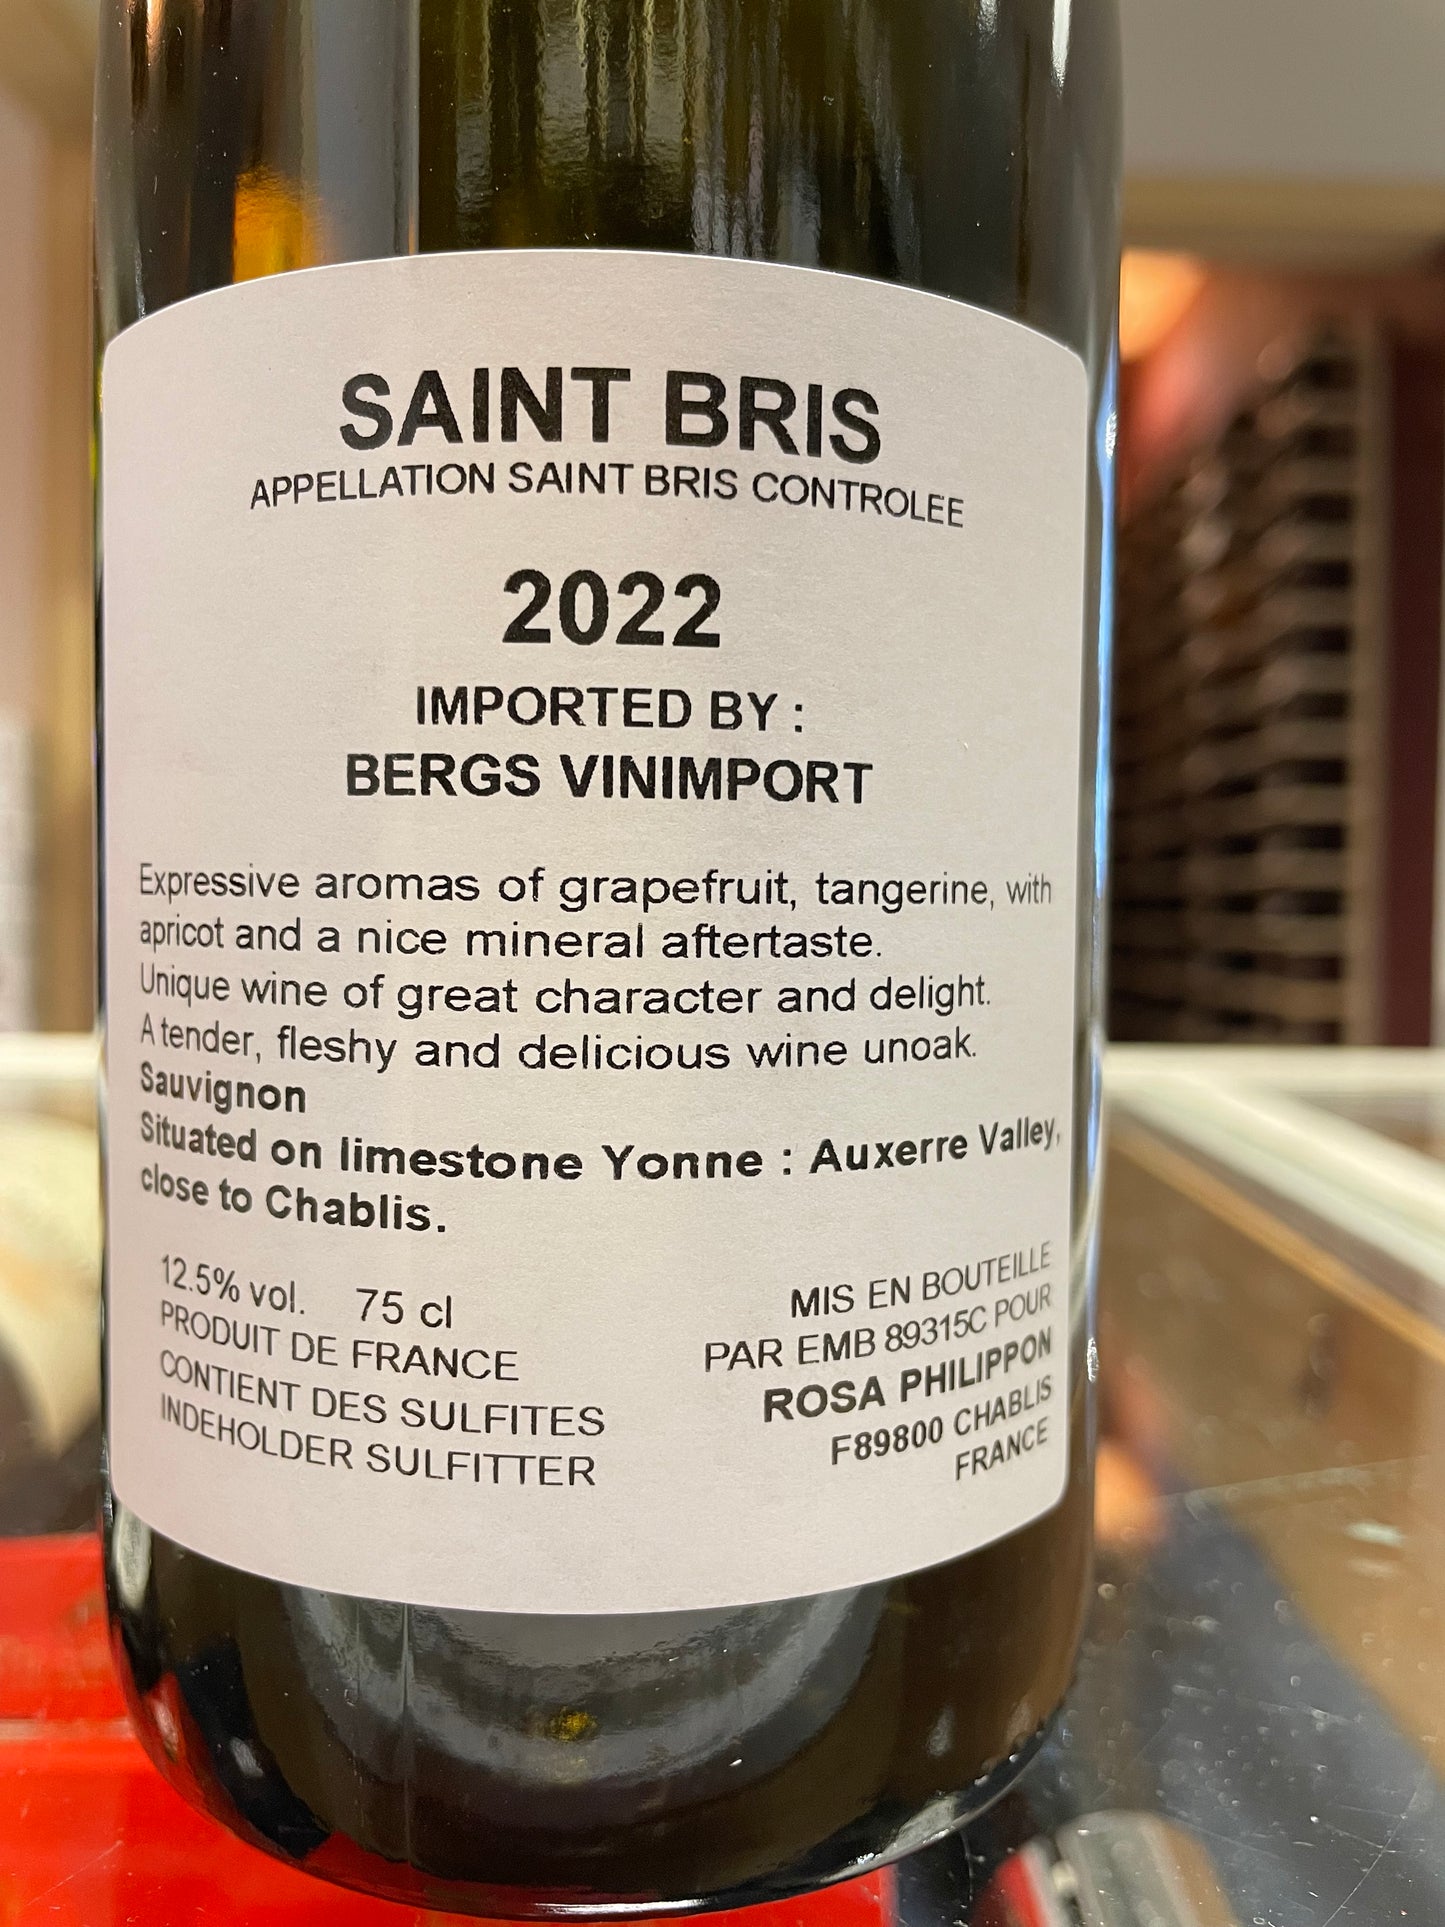 SAINT BRIS
APPELLATION SAINT BRIS CONTROLEE
2022
IMPORTED BY :
BERGS VINIMPORT
Expressive aromas of grapefruit, tangerine, with
apricot and a nice mineral aftertaste.
Unique wine of great character and delight.
A tender, fleshy and delicious wine unoak.
Sauvignon
Situated on limestone Yonne : Auxerre Valley,
close to Chablis.
12.5% vol. 75 cl
PRODUIT DE FRANCE
CONTIENT DES SULFITES
INDEHOLDER SULFITTER
MIS EN BOUTEILLE
PAR EMB 89315C POUR
ROSA PHILIPPON
F89800 CHABLIS
FRANCE